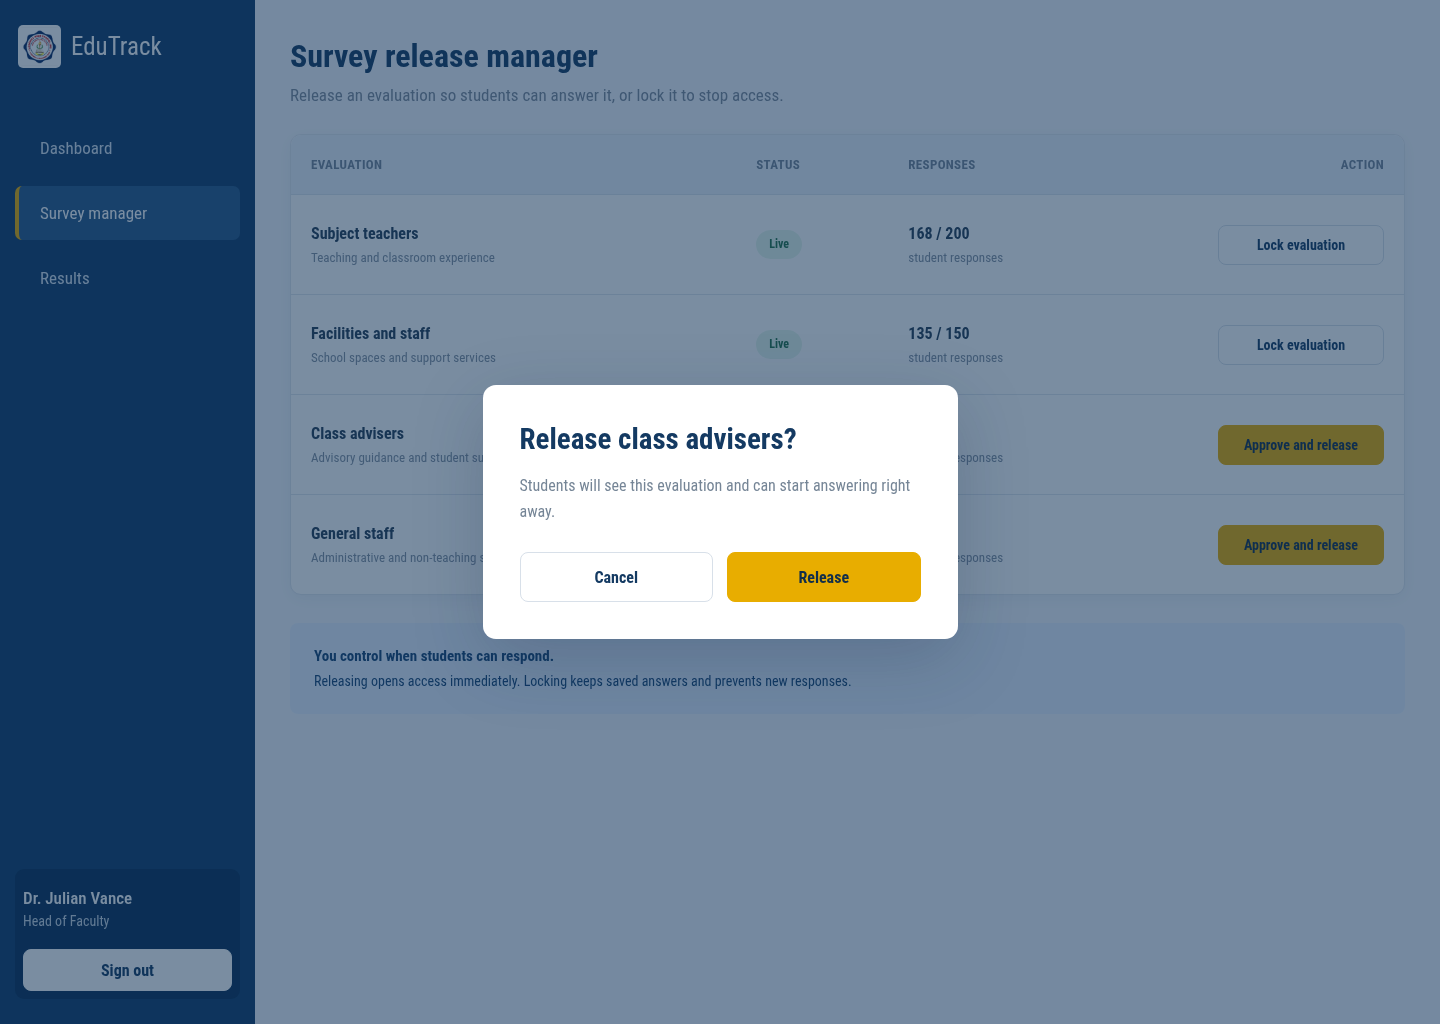 EduTrack
Dashboard
Survey manager
Results
Dr. Julian Vance
Head of Faculty
Sign out
Survey release manager
Release an evaluation so students can answer it, or lock it to stop access.
EVALUATION STATUS RESPONSES ACTION
Subject teachers
Teaching and classroom experience
Live
168 / 200
student responses
Lock evaluation
Facilities and staff
School spaces and support services
Live
135 / 150
student responses
Lock evaluation
Class advisers
Advisory guidance and student
Approve and release
General staff
Administrative and non-teaching
Approve and release
Release class advisers?
Students will see this evaluation and can start answering right
away.
Cancel
Release
You control when students can respond.
Releasing opens access immediately. Locking keeps saved answers and prevents new responses.